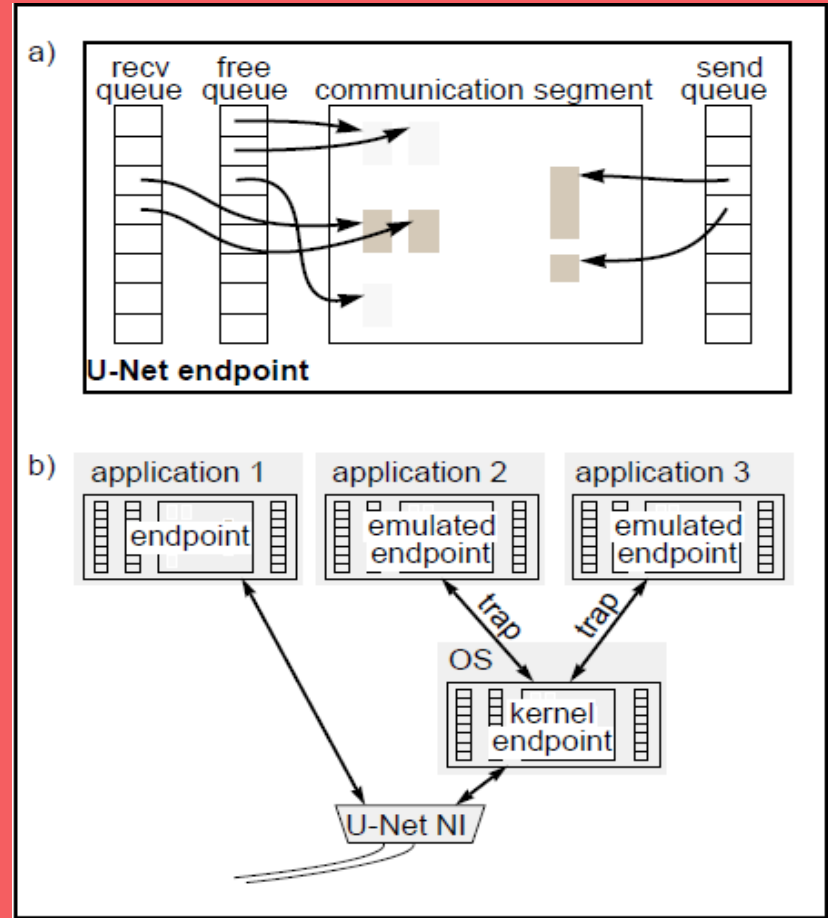 a)
recv queue
free queue
communication segment
send queue
U-Net endpoint
b)
application 1
application 2
application 3
endpoint
emulated endpoint
emulated endpoint
trap
trap
OS
kernel endpoint
U-Net NI